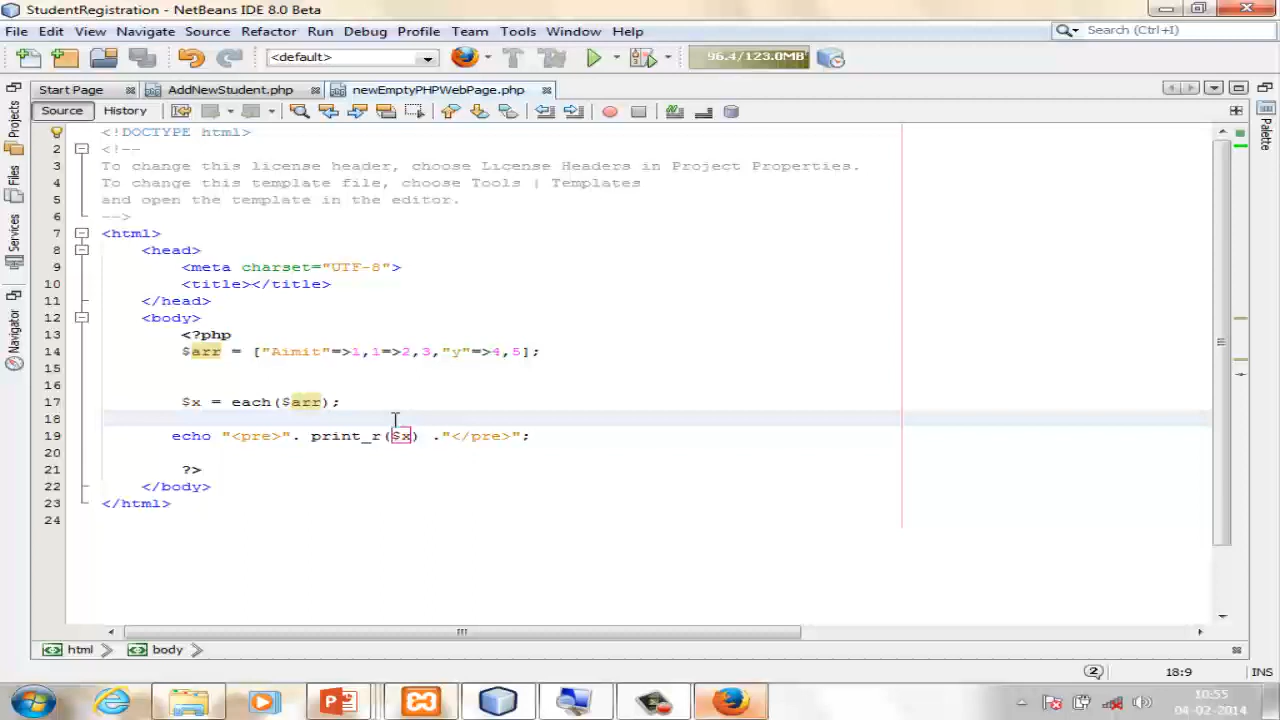 StudentRegistration - NetBeans IDE 8.0 Beta
File Edit View Navigate Source Refactor Run Debug Profile Team Tools Window Help
Search (Ctrl+I)
<default>
96.4/123.0MB
Start Page AddNewStudent.php newEmptyPHPWebPage.php
Source History
<!DOCTYPE html>
2 <!--
3 To change this license header, choose License Headers in Project Properties.
4 To change this template file, choose Tools | Templates
5 and open the template in the editor.
6 -->
7 <html>
8 <head>
9 <meta charset="UTF-8">
10 <title></title>
11 </head>
12 <body>
13 <?php
14 $arr = ["Aimit"=>1,1=>2,3,"y"=>4,5];
15
16
17 $x = each($arr);
18
19 echo "<pre>". print_r($x) ."</pre>";
20
21 ?>
22 </body>
23 </html>
24
Projects
Files
Services
Navigator
Palette
html body
2 18:9 INS
10:55
04-02-2014